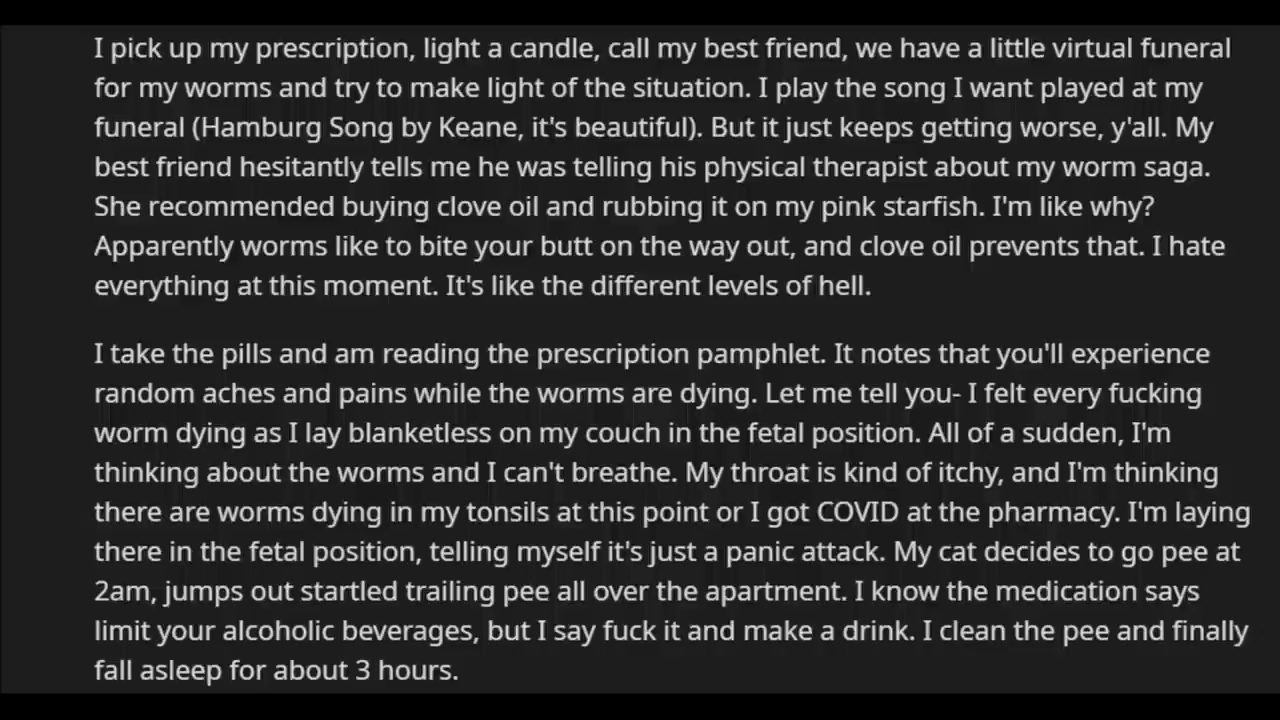 I pick up my prescription, light a candle, call my best friend, we have a little virtual funeral
for my worms and try to make light of the situation. I play the song I want played at my
funeral (Hamburg Song by Keane, it's beautiful). But it just keeps getting worse, y'all. My
best friend hesitantly tells me he was telling his physical therapist about my worm saga.
She recommended buying clove oil and rubbing it on my pink starfish. I'm like why?
Apparently worms like to bite your butt on the way out, and clove oil prevents that. I hate
everything at this moment. It's like the different levels of hell.
I take the pills and am reading the prescription pamphlet. It notes that you'll experience
random aches and pains while the worms are dying. Let me tell you- I felt every fucking
worm dying as I lay blanketless on my couch in the fetal position. All of a sudden, I'm
thinking about the worms and I can't breathe. My throat is kind of itchy, and I'm thinking
there are worms dying in my tonsils at this point or I got COVID at the pharmacy. I'm laying
there in the fetal position, telling myself it's just a panic attack. My cat decides to go pee at
2am, jumps out startled trailing pee all over the apartment. I know the medication says
limit your alcoholic beverages, but I say fuck it and make a drink. I clean the pee and finally
fall asleep for about 3 hours.